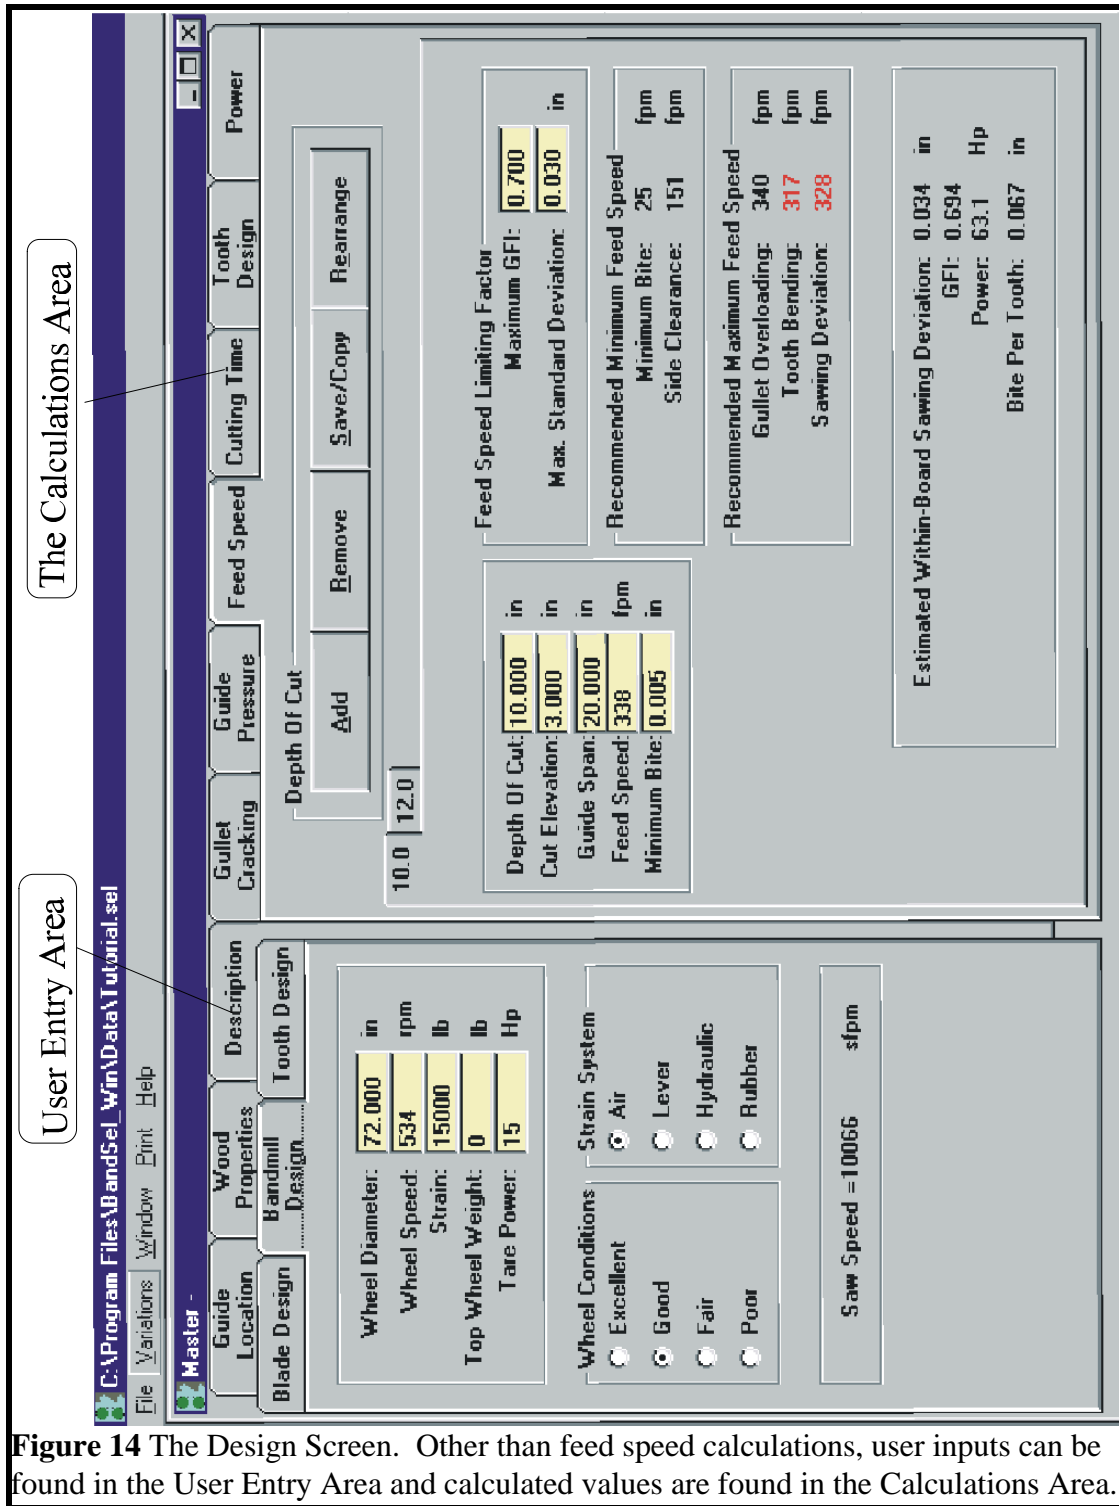 User Entry Area
The Calculations Area
C:\Program Files\BandSel_Win\Data\Tutorial.sel
File Variations Window Print Help
Master -
Guide Location
Wood Properties
Description
Blade Design
Bandmill Design
Tooth Design
Wheel Diameter: 72.000 in
Wheel Speed: 534 rpm
Strain: 15000 lb
Top Wheel Weight: 0 lb
Tare Power: 15 Hp
Wheel Conditions
Excellent
Good
Fair
Poor
Strain System
Air
Lever
Hydraulic
Rubber
Saw Speed =10066 sfpm
Gullet Cracking
Guide Pressure
Feed Speed
Cutting Time
Tooth Design
Power
Depth Of Cut
Add
Remove
Save/Copy
Rearrange
10.0
12.0
Depth Of Cut: 10.000 in
Cut Elevation: 3.000 in
Guide Span: 20.000 in
Feed Speed: 338 fpm
Minimum Bite: 0.005 in
Feed Speed Limiting Factor
Maximum GFI: 0.700
Max. Standard Deviation: 0.030 in
Recommended Minimum Feed Speed
Minimum Bite: 25 fpm
Side Clearance: 151 fpm
Recommended Maximum Feed Speed
Gullet Overloading: 340 fpm
Tooth Bending: 317 fpm
Sawing Deviation: 328 fpm
Estimated Within-Board Sawing Deviation: 0.034 in
GFI: 0.694
Power: 63.1 Hp
Bite Per Tooth: 0.067 in
Figure 14 The Design Screen. Other than feed speed calculations, user inputs can be
found in the User Entry Area and calculated values are found in the Calculations Area.